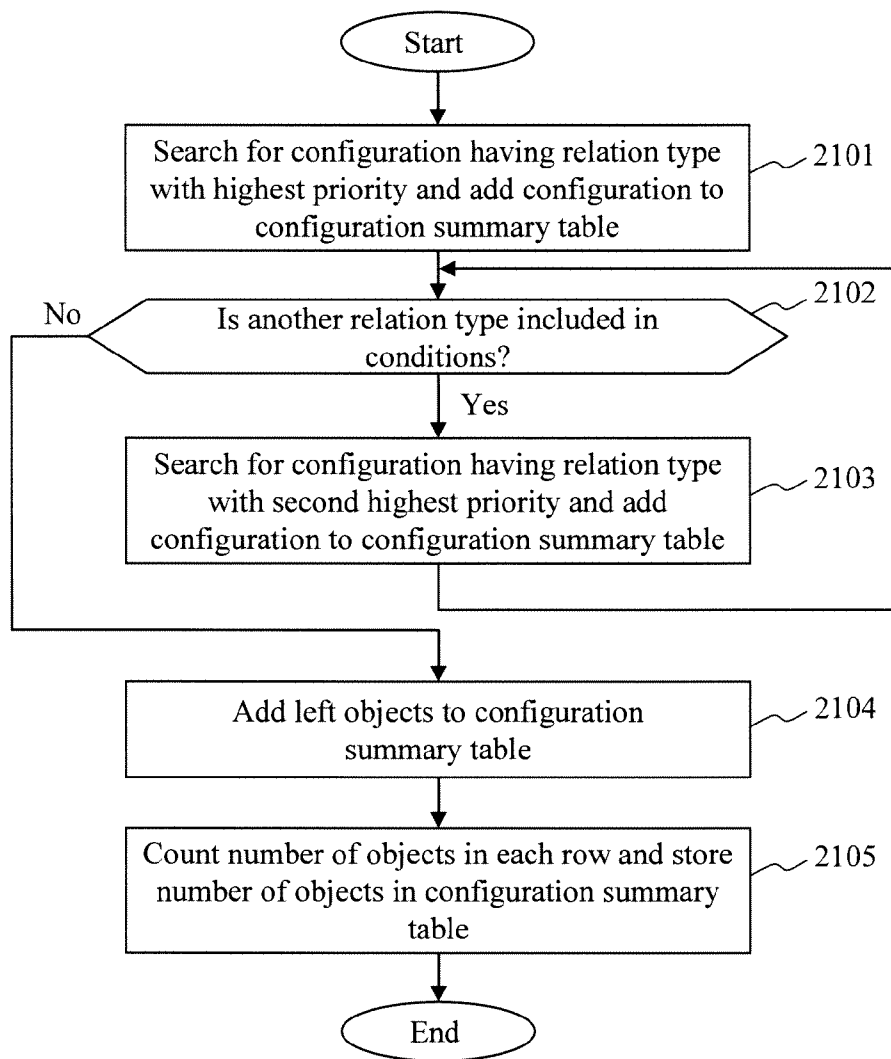 Start
Search for configuration having relation type
with highest priority and add configuration to
configuration summary table
2101
2102
No
Is another relation type included in
conditions?
Yes
Search for configuration having relation type
with second highest priority and add
configuration to configuration summary table
2103
Add left objects to configuration
summary table
2104
Count number of objects in each row and store
number of objects in configuration summary
table
2105
End